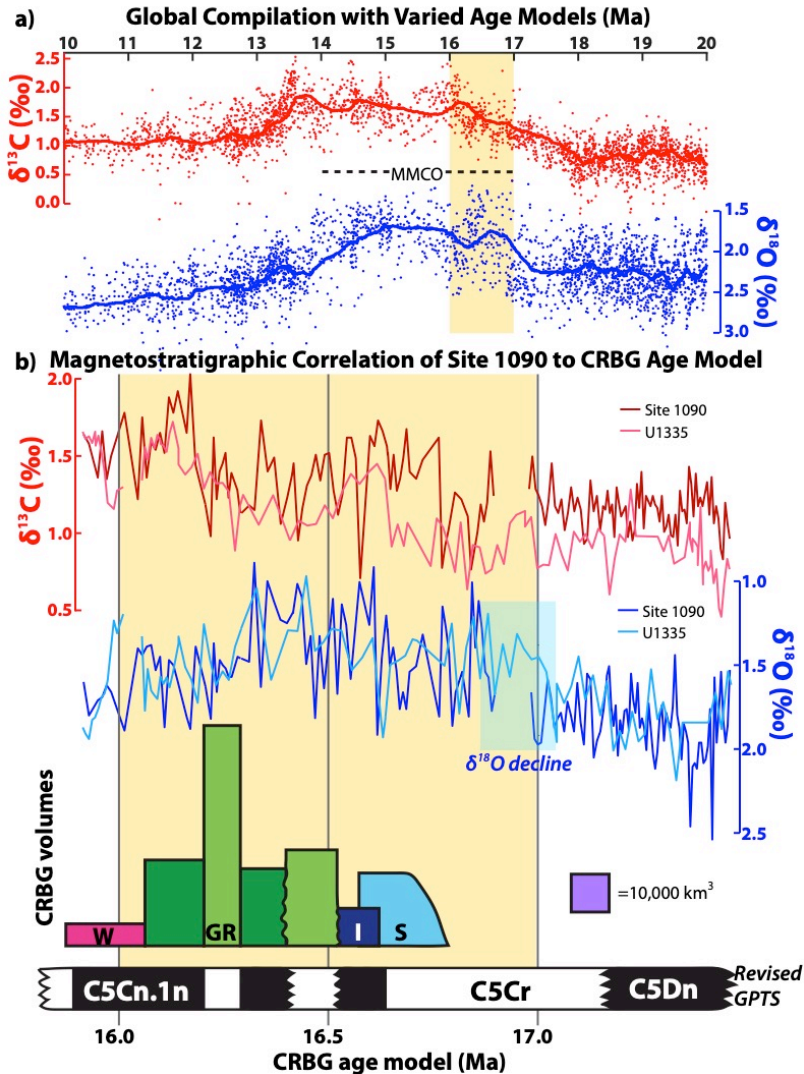 a) Global Compilation with Varied Age Models (Ma)
10 11 12 13 14 15 16 17 18 19 20
2.5
2.0
1.5
1.0
0.5
0.0
δ¹³C (‰)
MMCO
1.5
2.0
2.5
3.0
δ¹⁸O (‰)
b) Magnetostratigraphic Correlation of Site 1090 to CRBG Age Model
2.0
1.5
1.0
0.5
δ¹³C (‰)
Site 1090
U1335
1.0
1.5
2.0
2.5
δ¹⁸O (‰)
Site 1090
U1335
δ¹⁸O decline
CRBG volumes
W GR I S
=10,000 km³
C5Cn.1n C5Cr C5Dn
Revised
GPTS
16.0 16.5 17.0
CRBG age model (Ma)